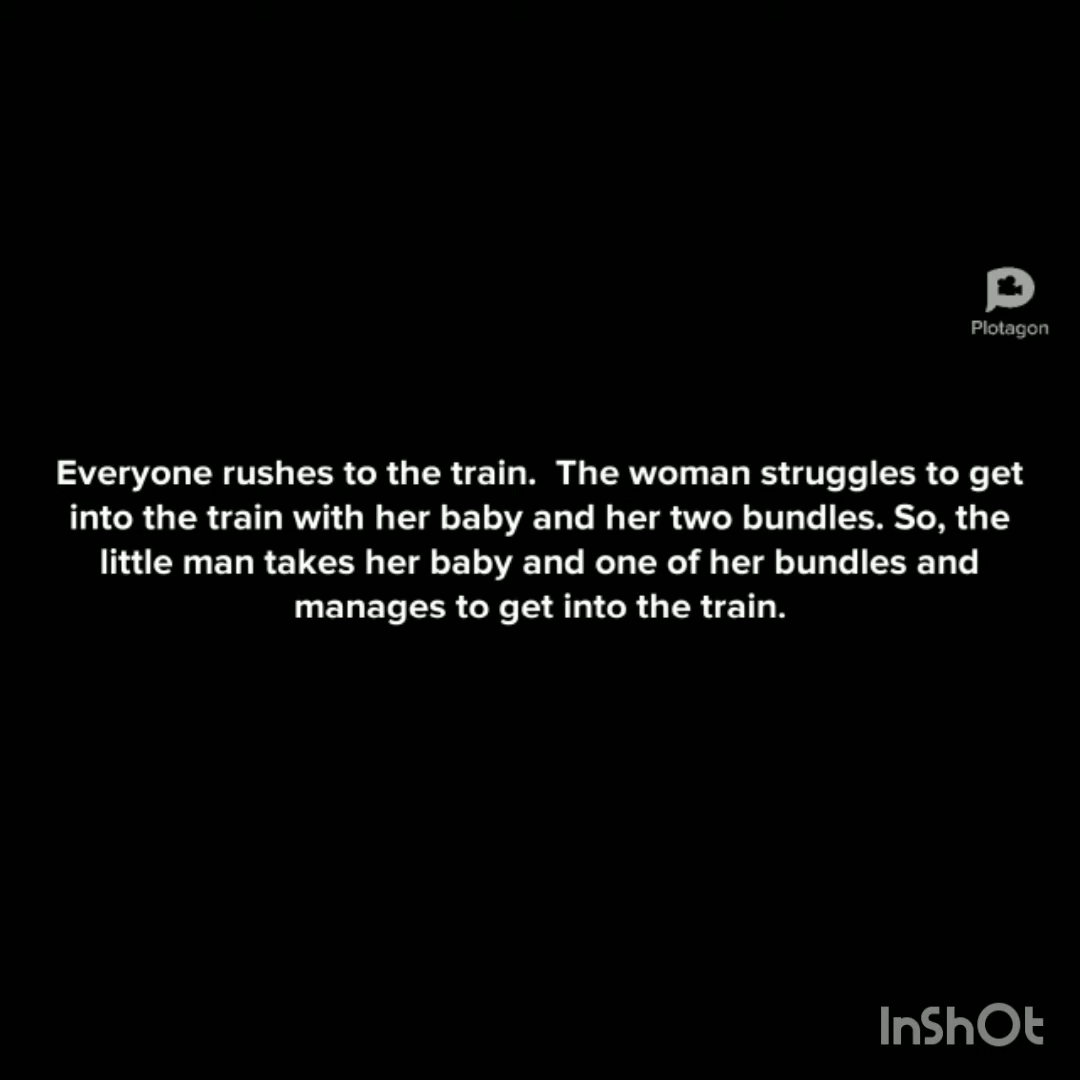 Plotagon
Everyone rushes to the train.  The woman struggles to get
into the train with her baby and her two bundles. So, the
little man takes her baby and one of her bundles and
manages to get into the train.
InShOt